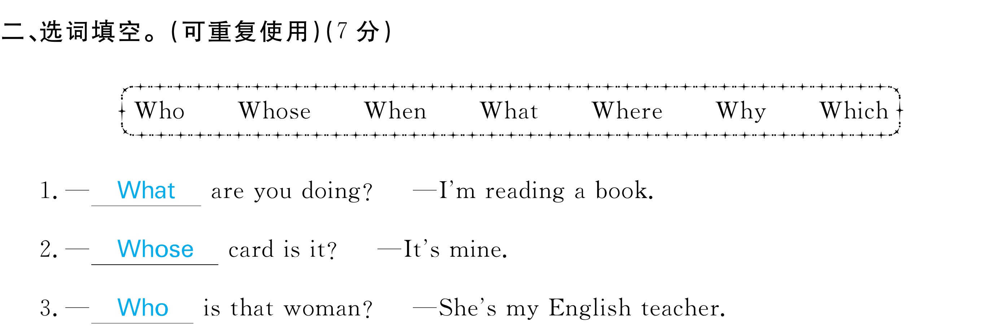 二、选词填空。(可重复使用)(7 分)
Who Whose When What Where Why Which
1. — What are you doing? —I'm reading a book.
2. — Whose card is it? —It's mine.
3. — Who is that woman? —She's my English teacher.